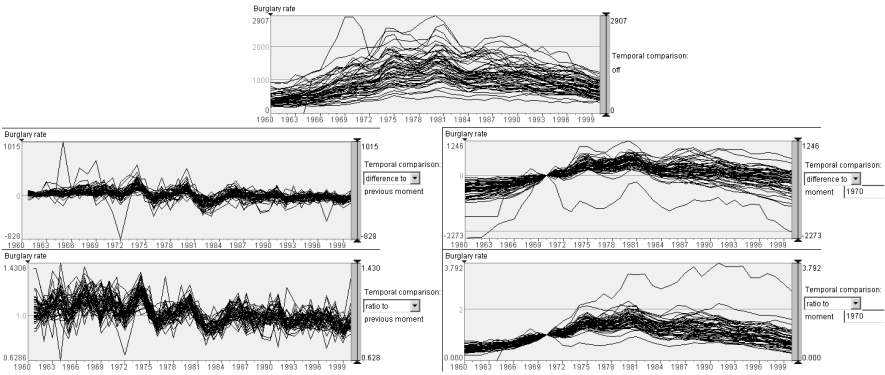 Burglary rate
2907
2000
1000
0
1960 1963 1966 1969 1972 1975 1978 1981 1984 1987 1990 1993 1996 1999
2907
Temporal comparison:
off
0
Burglary rate
1015
0
-828
1960 1963 1966 1969 1972 1975 1978 1981 1984 1987 1990 1993 1996 1999
1015
Temporal comparison:
difference to
previous moment
-828
Burglary rate
1246
0
-2273
1960 1963 1966 1969 1972 1975 1978 1981 1984 1987 1990 1993 1996 1999
1246
Temporal comparison:
difference to
moment 1970
-2273
Burglary rate
1.4306
1.0
0.6286
1960 1963 1966 1969 1972 1975 1978 1981 1984 1987 1990 1993 1996 1999
1.430
Temporal comparison:
ratio to
previous moment
0.628
Burglary rate
3.792
2
0.000
1960 1963 1966 1969 1972 1975 1978 1981 1984 1987 1990 1993 1996 1999
3.792
Temporal comparison:
ratio to
moment 1970
0.000